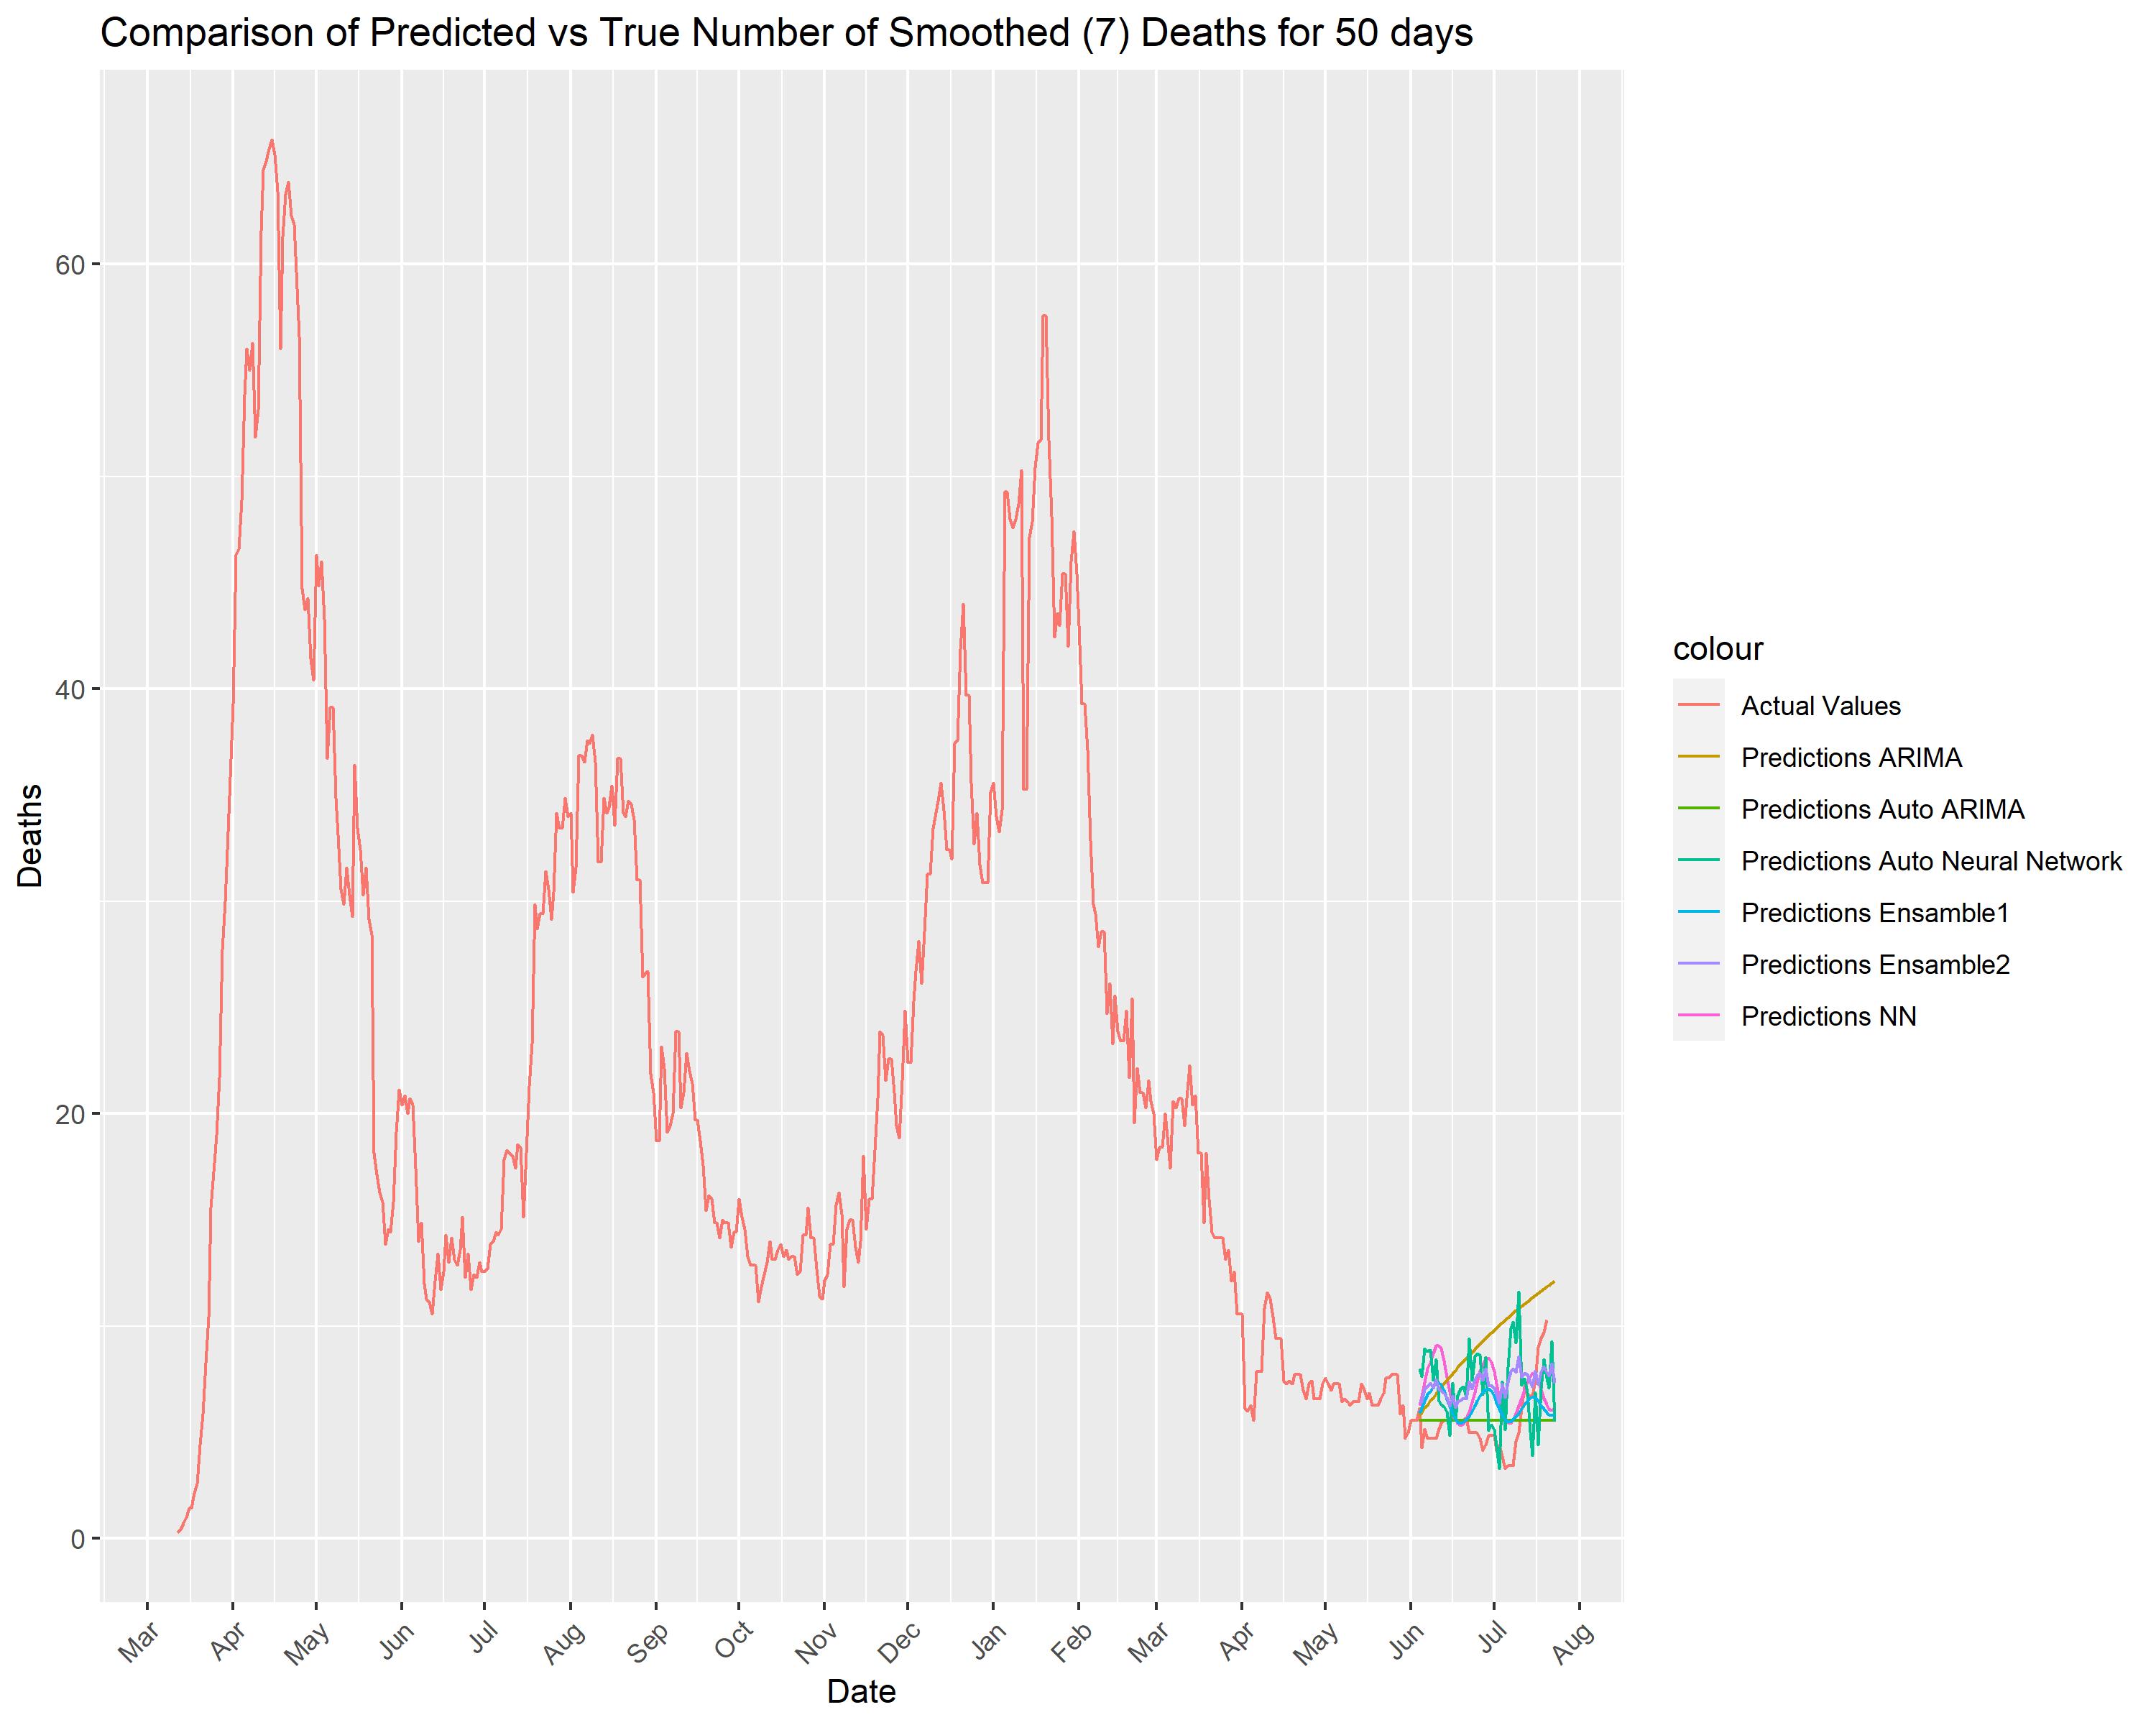 Comparison of Predicted vs True Number of Smoothed (7) Deaths for 50 days
60
40
20
0
Deaths
Mar
Apr
May
Jun
Jul
Aug
Sep
Oct
Nov
Dec
Jan
Feb
Mar
Apr
May
Jun
Jul
Aug
Date
colour
Actual Values
Predictions ARIMA
Predictions Auto ARIMA
Predictions Auto Neural Network
Predictions Ensamble1
Predictions Ensamble2
Predictions NN